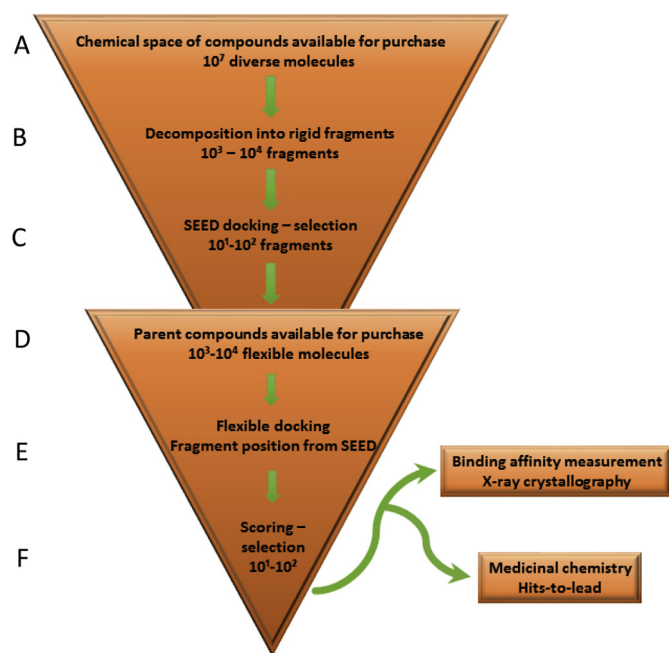 A
Chemical space of compounds available for purchase
10⁷ diverse molecules
B
Decomposition into rigid fragments
10³ – 10⁴ fragments
C
SEED docking – selection
10¹-10² fragments
D
Parent compounds available for purchase
10³-10⁴ flexible molecules
E
Flexible docking
Fragment position from SEED
Binding affinity measurement
X-ray crystallography
F
Scoring –
selection
10¹-10²
Medicinal chemistry
Hits-to-lead